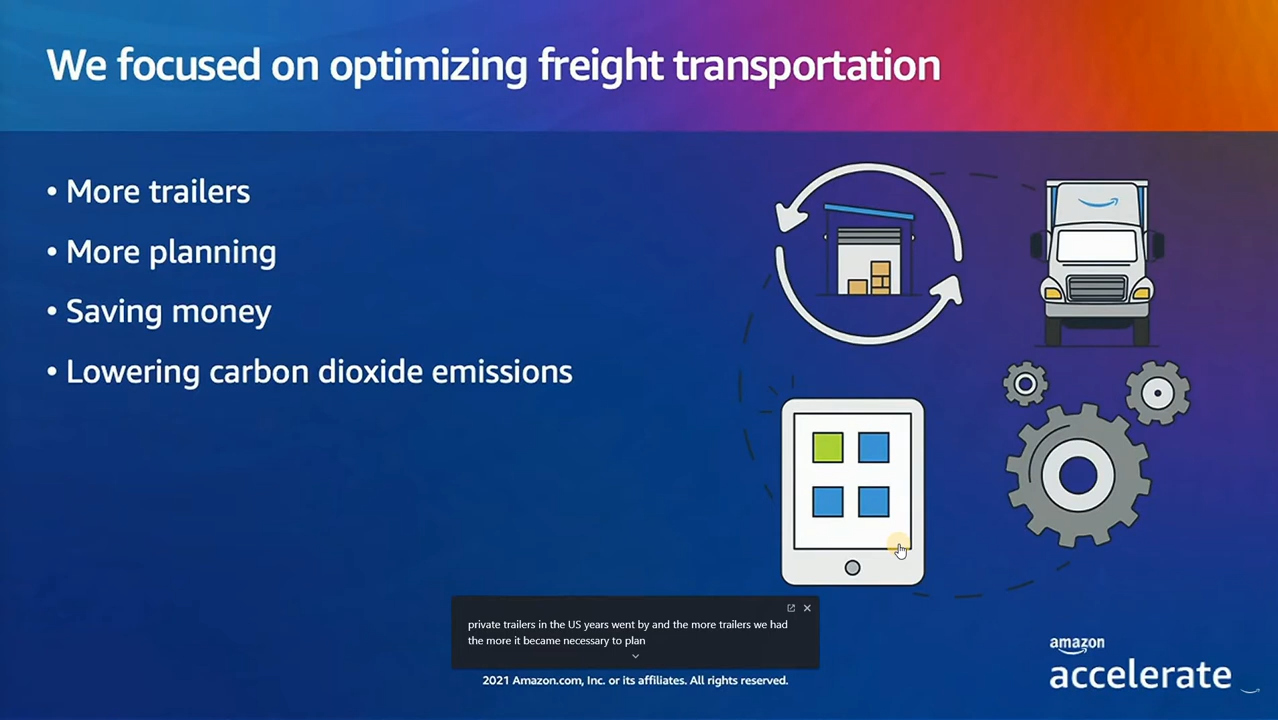 We focused on optimizing freight transportation
• More trailers
• More planning
• Saving money
• Lowering carbon dioxide emissions
private trailers in the US years went by and the more trailers we had
the more it became necessary to plan
2021 Amazon.com, Inc. or its affiliates. All rights reserved.
amazon
accelerate